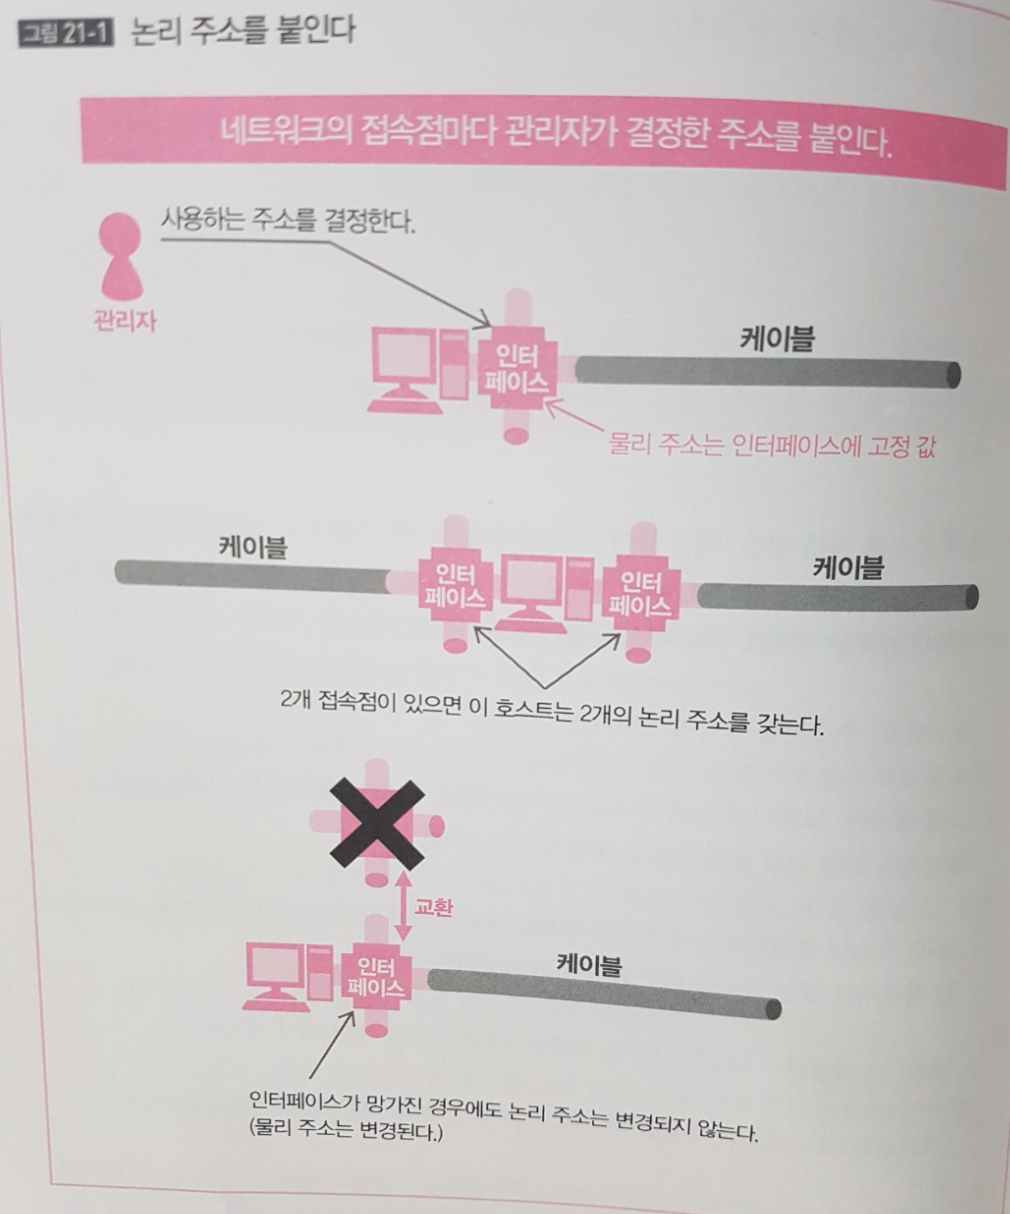 그림 21-1 논리 주소를 붙인다
네트워크의 접속점마다 관리자가 결정한 주소를 붙인다.
사용하는 주소를 결정한다.
관리자
인터
페이스
케이블
물리 주소는 인터페이스에 고정 값
케이블
인터
페이스
인터
페이스
케이블
2개 접속점이 있으면 이 호스트는 2개의 논리 주소를 갖는다.
교환
인터
페이스
케이블
인터페이스가 망가진 경우에도 논리 주소는 변경되지 않는다.
(물리 주소는 변경된다.)